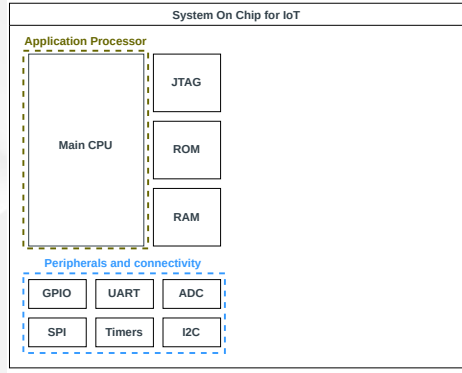 System On Chip for IoT
Application Processor
JTAG
Main CPU
ROM
RAM
Peripherals and connectivity
GPIO
UART
ADC
SPI
Timers
I2C